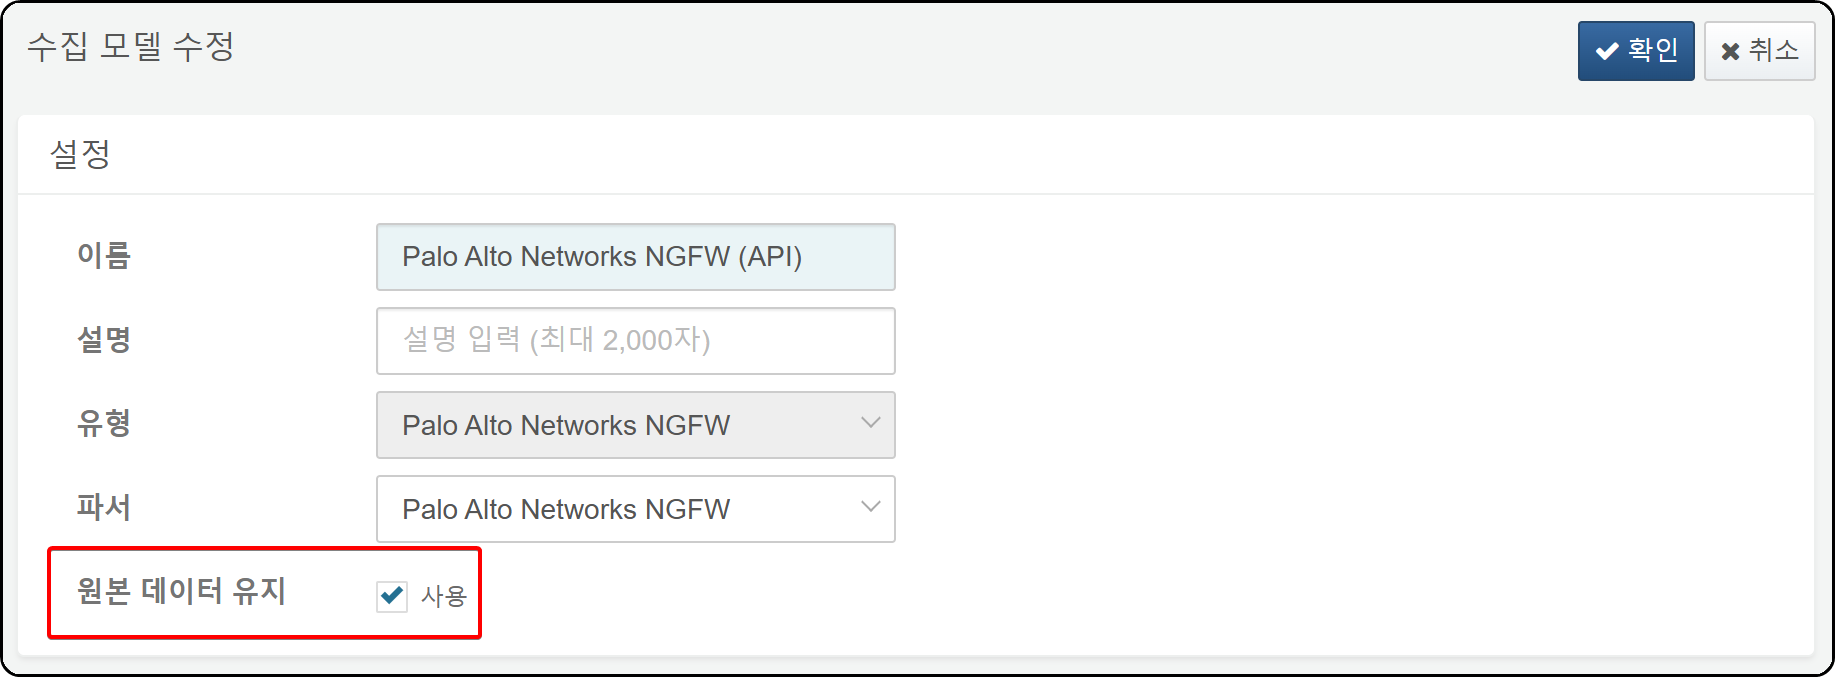 수집 모델 수정
확인
취소
설정
이름
Palo Alto Networks NGFW (API)
설명
설명 입력 (최대 2,000자)
유형
Palo Alto Networks NGFW
파서
Palo Alto Networks NGFW
원본 데이터 유지
사용